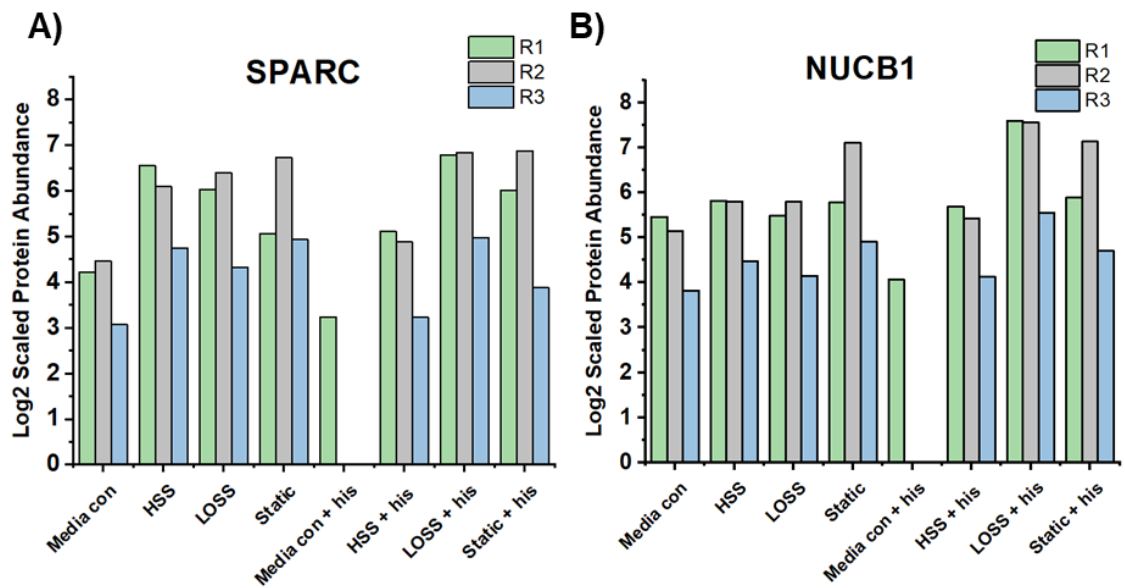 A)
SPARC
R1
R2
R3
Log2 Scaled Protein Abundance
8
7
6
5
4
3
2
1
0
Media con
HSS
LOSS
Static
Media con + his
HSS + his
LOSS + his
Static + his
B)
NUCB1
R1
R2
R3
Log2 Scaled Protein Abundance
8
7
6
5
4
3
2
1
0
Media con
HSS
LOSS
Static
Media con + his
HSS + his
LOSS + his
Static + his